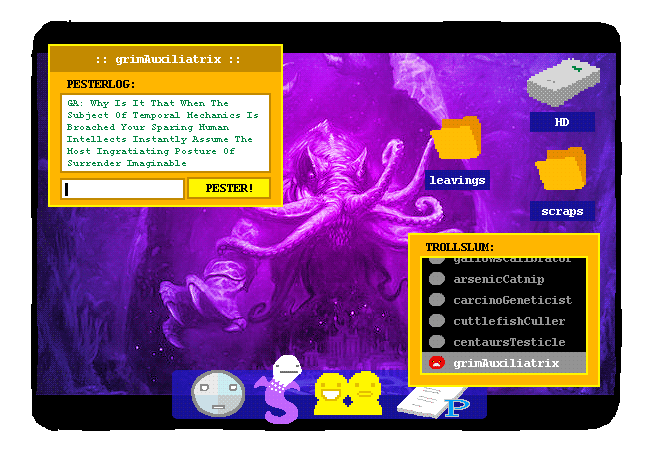 :: grimAuxiliatrix ::
PESTERLOG:
GA: Why Is It That When The
Subject Of Temporal Mechanics Is
Broached Your Sparing Human
Intellects Instantly Assume The
Most Ingratiating Posture Of
Surrender Imaginable
PESTER!
HD
leavings
scraps
TROLLSLUM:
gallowsCalibrator
arsenicCatnip
carcinoGeneticist
cuttlefishCuller
centaursTesticle
grimAuxiliatrix
P